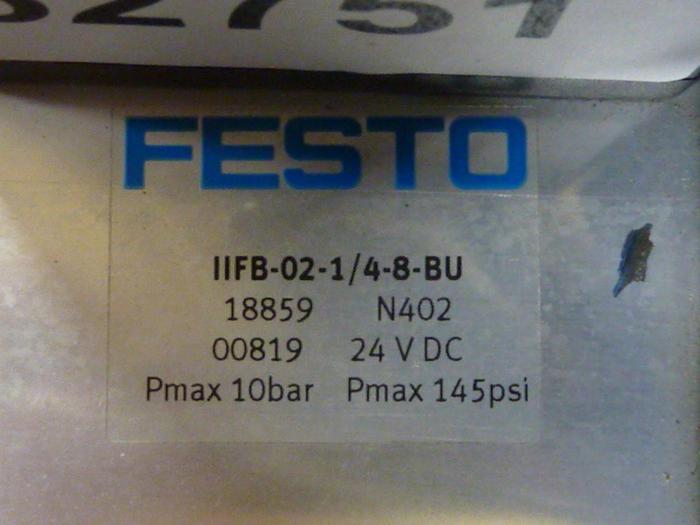 FESTO
IIFB-02-1/4-8-BU
18859 N402
00819 24 V DC
Pmax 10bar Pmax 145psi